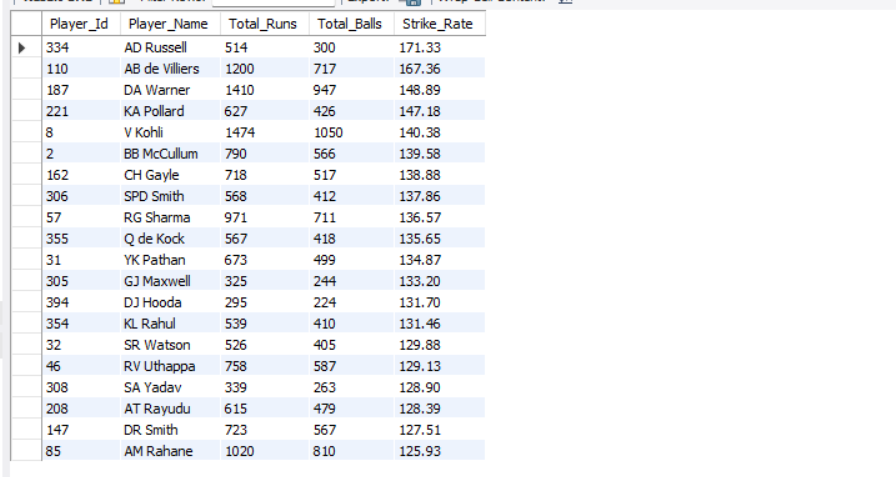 Player_Id Player_Name Total_Runs Total_Balls Strike_Rate
334 AD Russell 514 300 171.33
110 AB de Villiers 1200 717 167.36
187 DA Warner 1410 947 148.89
221 KA Pollard 627 426 147.18
8 V Kohli 1474 1050 140.38
2 BB McCullum 790 566 139.58
162 CH Gayle 718 517 138.88
306 SPD Smith 568 412 137.86
57 RG Sharma 971 711 136.57
355 Q de Kock 567 418 135.65
31 YK Pathan 673 499 134.87
305 GJ Maxwell 325 244 133.20
394 DJ Hooda 295 224 131.70
354 KL Rahul 539 410 131.46
32 SR Watson 526 405 129.88
46 RV Uthappa 758 587 129.13
308 SA Yadav 339 263 128.90
208 AT Rayudu 615 479 128.39
147 DR Smith 723 567 127.51
85 AM Rahane 1020 810 125.93